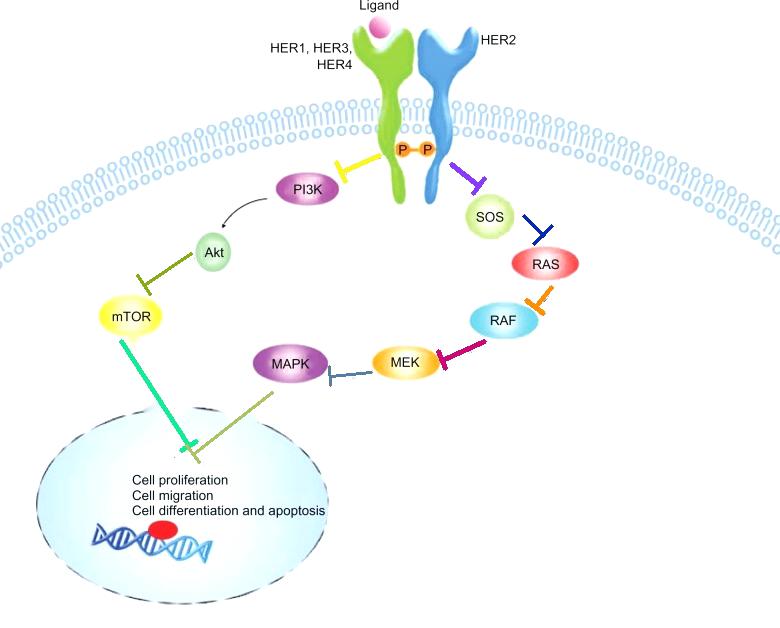 Ligand
HER1, HER3,
HER4
HER2
P
P
PI3K
SOS
Akt
RAS
mTOR
RAF
MAPK
MEK
Cell proliferation
Cell migration
Cell differentiation and apoptosis